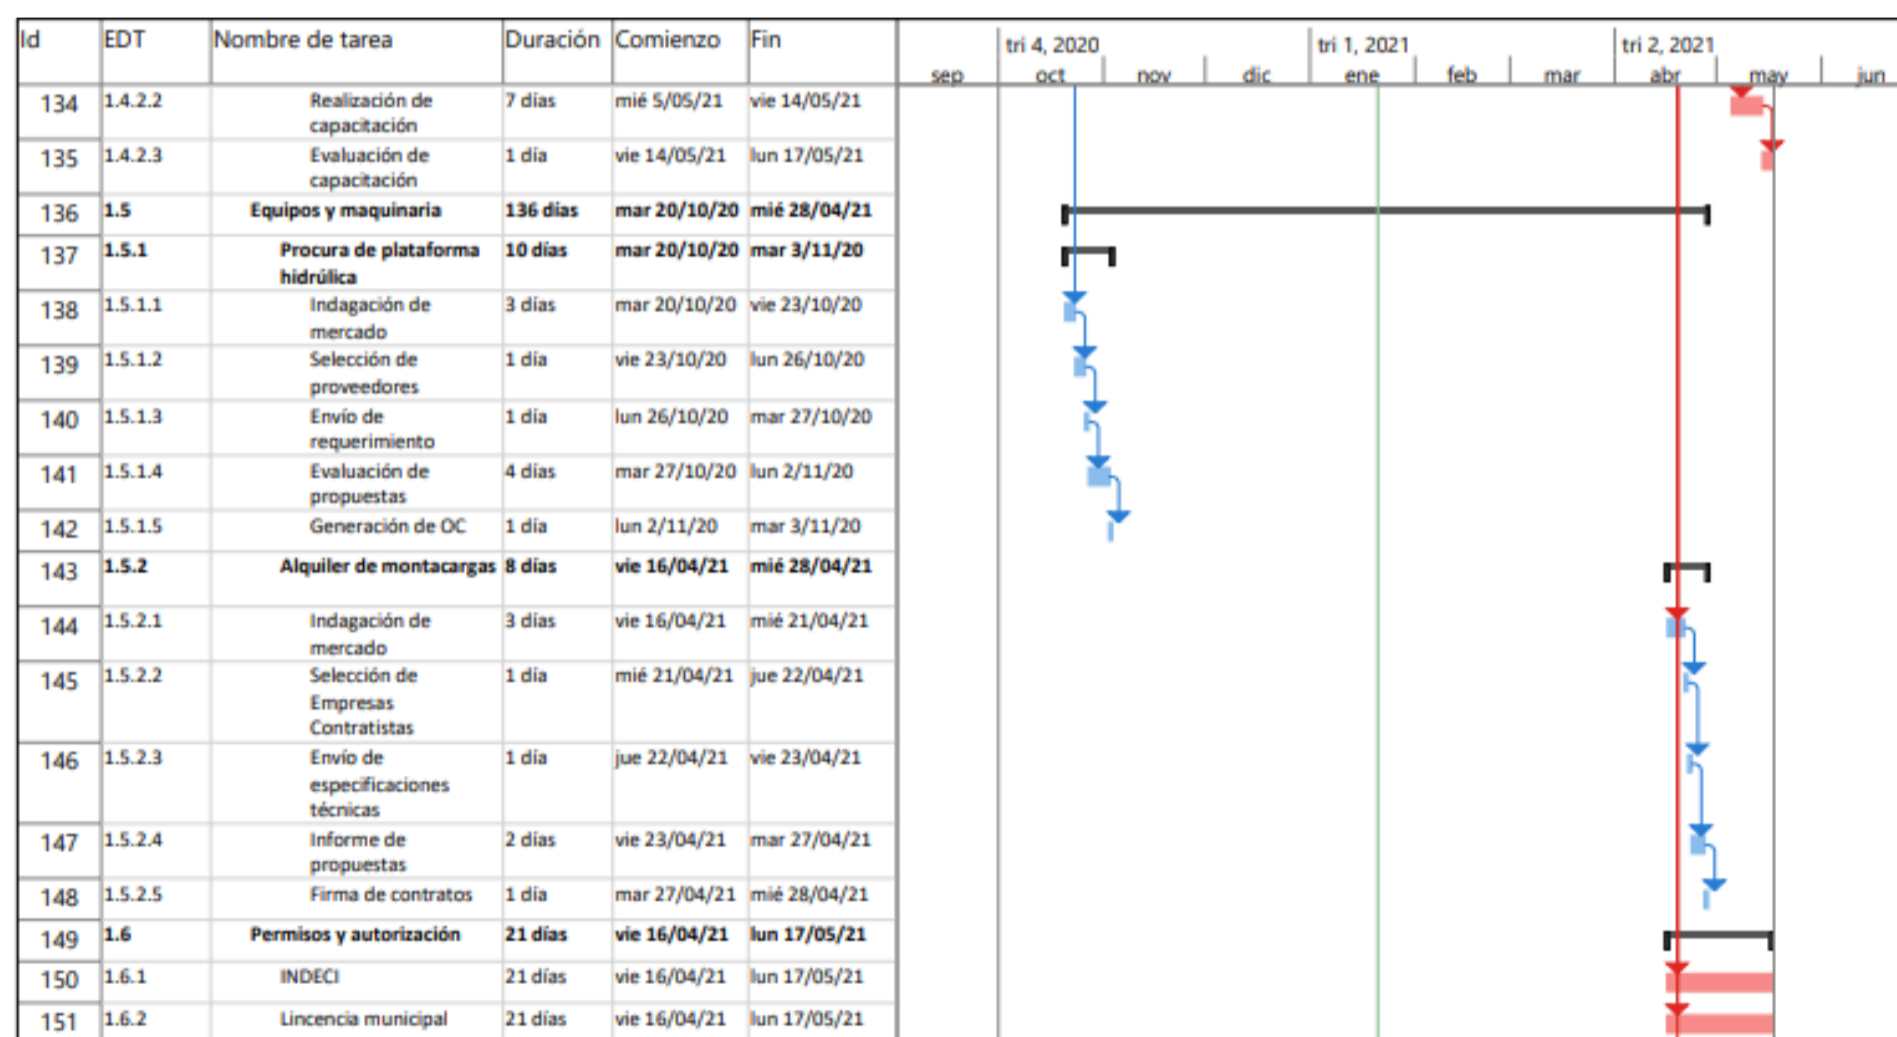 Id EDT Nombre de tarea Duración Comienzo Fin
tri 4, 2020 tri 1, 2021 tri 2, 2021
sep oct nov dic ene feb mar abr may jun
134 1.4.2.2 Realización de 7 días mié 5/05/21 vie 14/05/21
capacitación
135 1.4.2.3 Evaluación de 1 día vie 14/05/21 lun 17/05/21
capacitación
136 1.5 Equipos y maquinaria 136 días mar 20/10/20 mié 28/04/21
137 1.5.1 Procura de plataforma 10 días mar 20/10/20 mar 3/11/20
hidrúlica
138 1.5.1.1 Indagación de 3 días mar 20/10/20 vie 23/10/20
mercado
139 1.5.1.2 Selección de 1 día vie 23/10/20 lun 26/10/20
proveedores
140 1.5.1.3 Envío de 1 día lun 26/10/20 mar 27/10/20
requerimiento
141 1.5.1.4 Evaluación de 4 días mar 27/10/20 lun 2/11/20
propuestas
142 1.5.1.5 Generación de OC 1 día lun 2/11/20 mar 3/11/20
143 1.5.2 Alquiler de montacargas 8 días vie 16/04/21 mié 28/04/21
144 1.5.2.1 Indagación de 3 días vie 16/04/21 mié 21/04/21
mercado
145 1.5.2.2 Selección de 1 día mié 21/04/21 jue 22/04/21
Empresas
Contratistas
146 1.5.2.3 Envío de 1 día jue 22/04/21 vie 23/04/21
especificaciones
técnicas
147 1.5.2.4 Informe de 2 días vie 23/04/21 mar 27/04/21
propuestas
148 1.5.2.5 Firma de contratos 1 día mar 27/04/21 mié 28/04/21
149 1.6 Permisos y autorización 21 días vie 16/04/21 lun 17/05/21
150 1.6.1 INDECI 21 días vie 16/04/21 lun 17/05/21
151 1.6.2 Lincencia municipal 21 días vie 16/04/21 lun 17/05/21